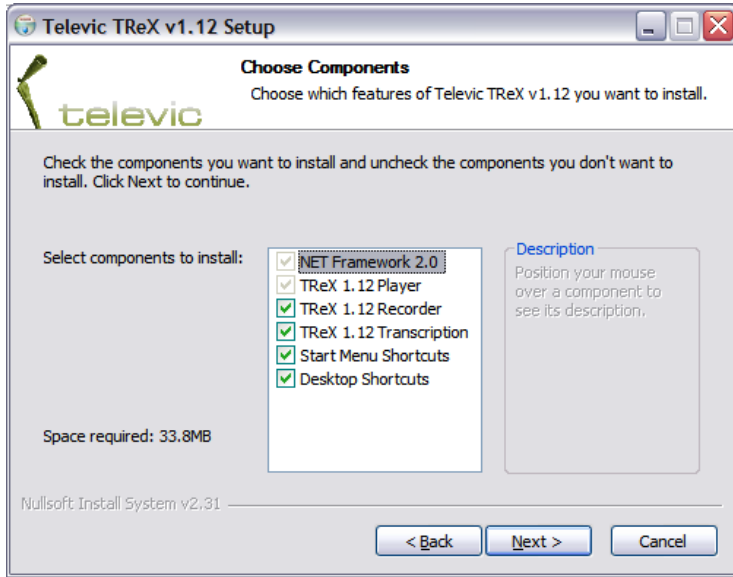 Televic TReX v1.12 Setup
Choose Components
Choose which features of Televic TReX v1.12 you want to install.
televic
Check the components you want to install and uncheck the components you don't want to
install. Click Next to continue.
Select components to install:
NET Framework 2.0
TReX 1.12 Player
TReX 1.12 Recorder
TReX 1.12 Transcription
Start Menu Shortcuts
Desktop Shortcuts
Description
Position your mouse
over a component to
see its description.
Space required: 33.8MB
Nullsoft Install System v2.31
< Back
Next >
Cancel